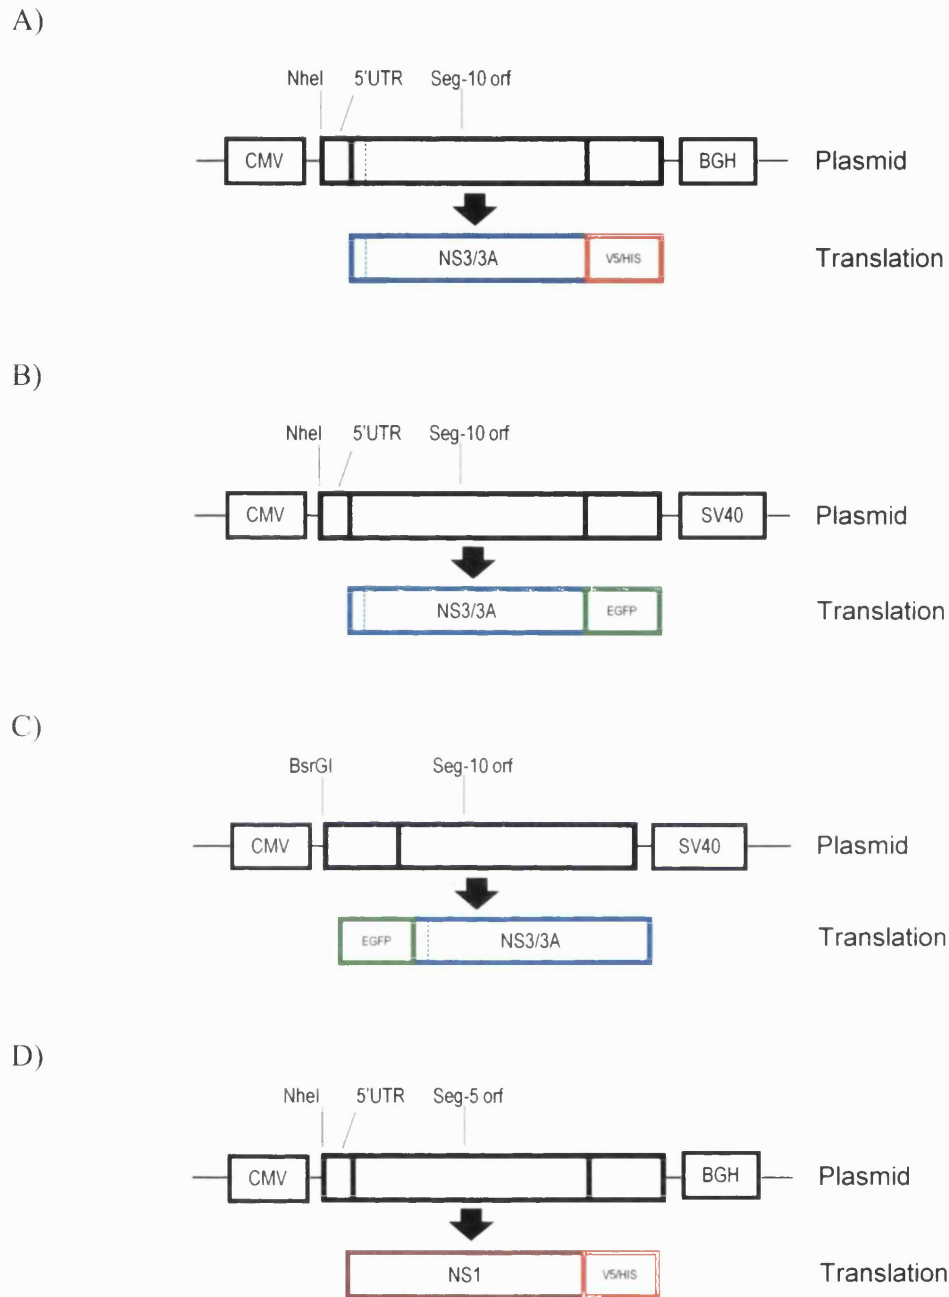 A)
NheI 5'UTR Seg-10 orf
CMV BGH Plasmid
NS3/3A V5/HIS Translation
B)
NheI 5'UTR Seg-10 orf
CMV SV40 Plasmid
NS3/3A EGFP Translation
C)
BsrGI Seg-10 orf
CMV SV40 Plasmid
EGFP NS3/3A Translation
D)
NheI 5'UTR Seg-5 orf
CMV BGH Plasmid
NS1 V5/HIS Translation